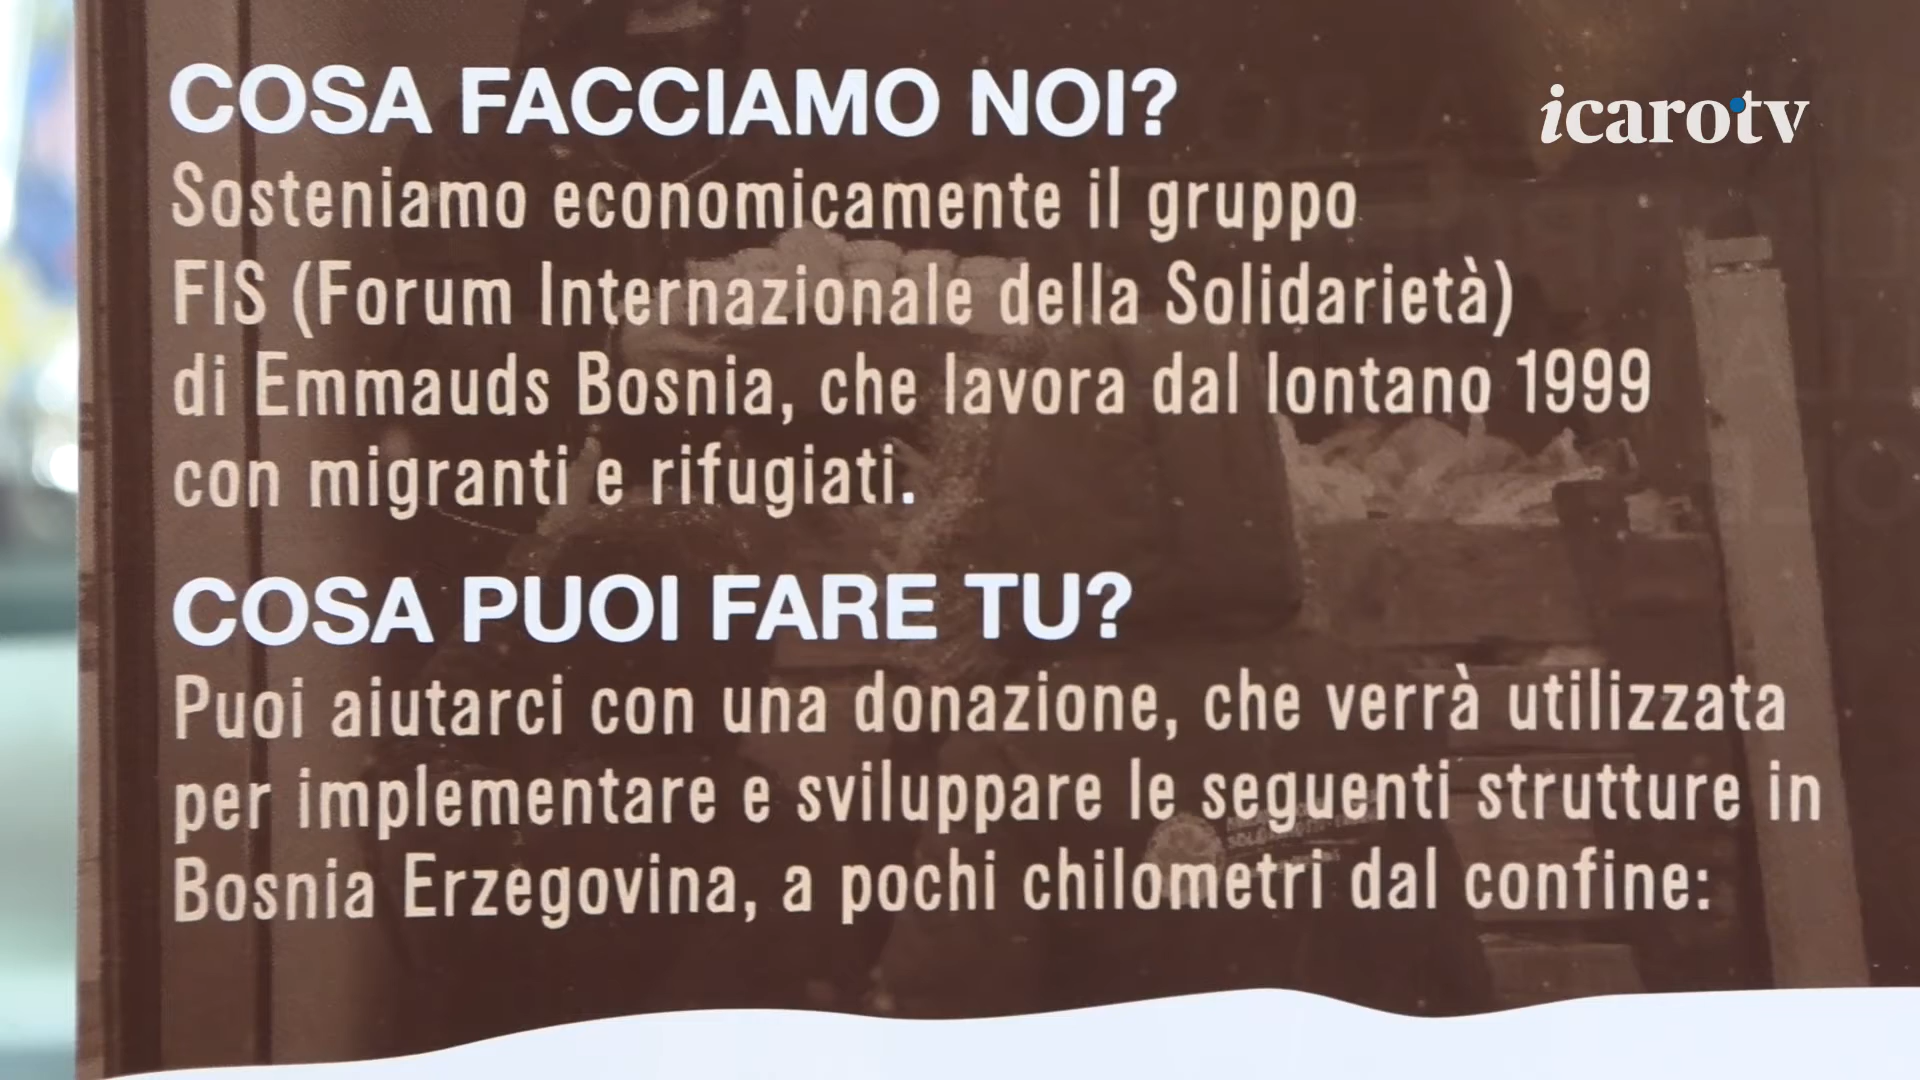 COSA FACCIAMO NOI?
icarotv
Sosteniamo economicamente il gruppo
FIS (Forum Internazionale della Solidarietà)
di Emmauds Bosnia, che lavora dal lontano 1999
con migranti e rifugiati.
COSA PUOI FARE TU?
Puoi aiutarci con una donazione, che verrà utilizzata
per implementare e sviluppare le seguenti strutture in
Bosnia Erzegovina, a pochi chilometri dal confine: